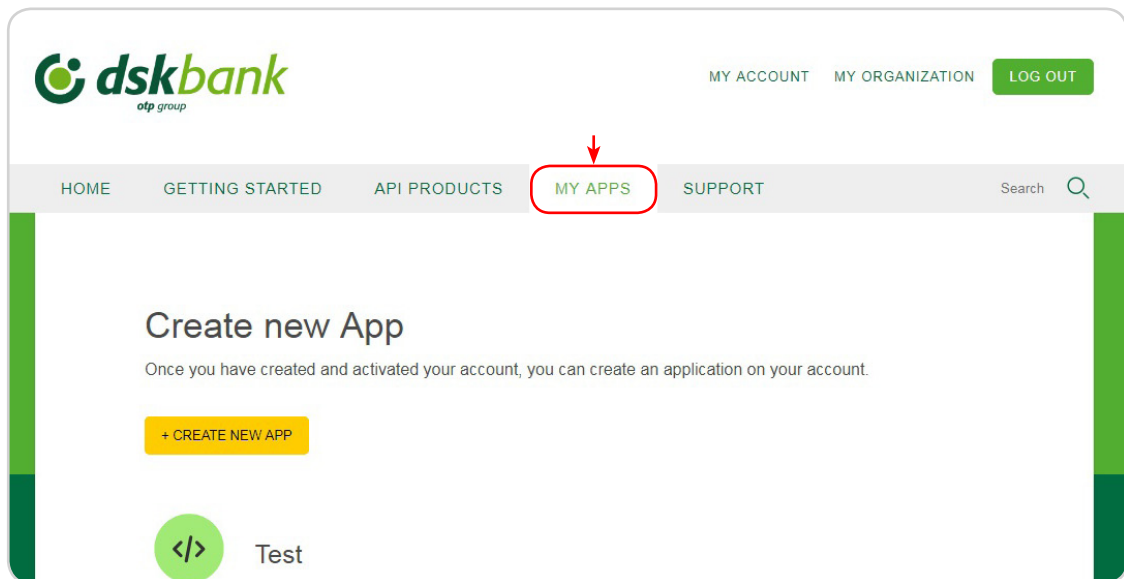 dskbank
otp group
MY ACCOUNT MY ORGANIZATION LOG OUT
HOME GETTING STARTED API PRODUCTS MY APPS SUPPORT Search
Create new App
Once you have created and activated your account, you can create an application on your account.
+ CREATE NEW APP
</> Test